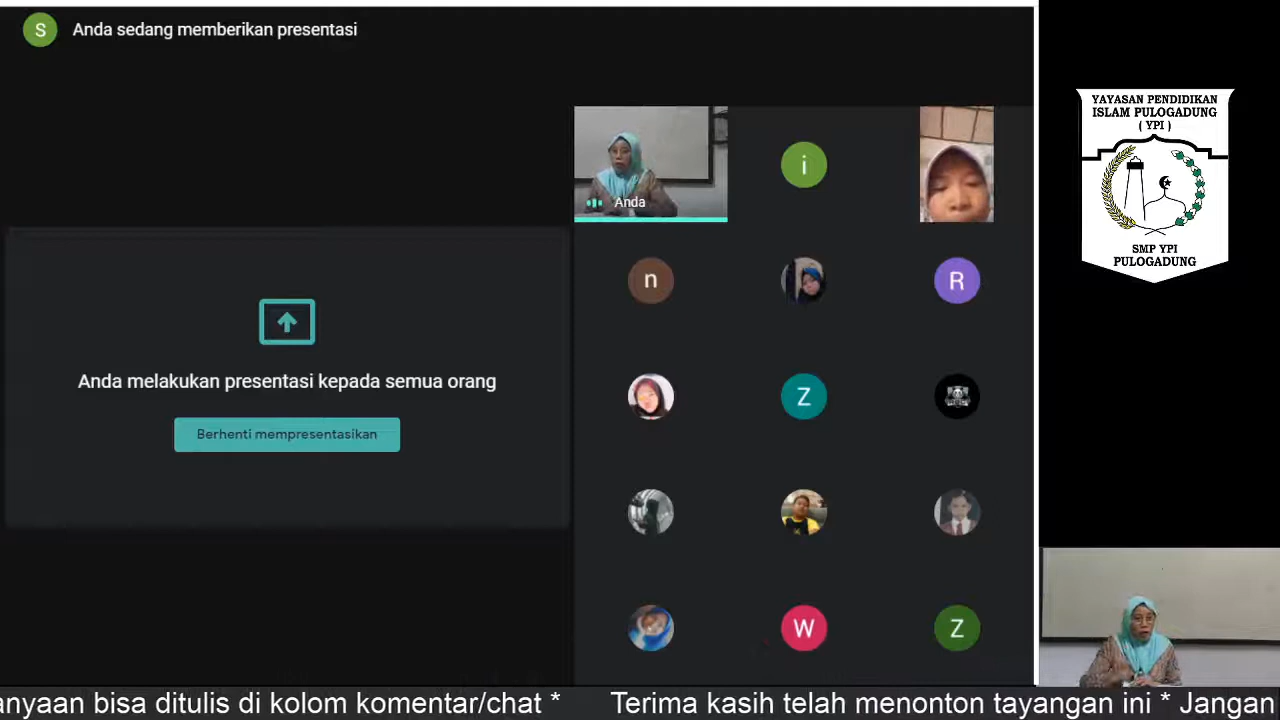 S
Anda sedang memberikan presentasi
Anda
i
n
R
Anda melakukan presentasi kepada semua orang
Berhenti mempresentasikan
Z
W
Z
YAYASAN PENDIDIKAN
ISLAM PULOGADUNG
( YPI )
SMP YPI
PULOGADUNG
anyaan bisa ditulis di kolom komentar/chat * Terima kasih telah menonton tayangan ini * Jangan